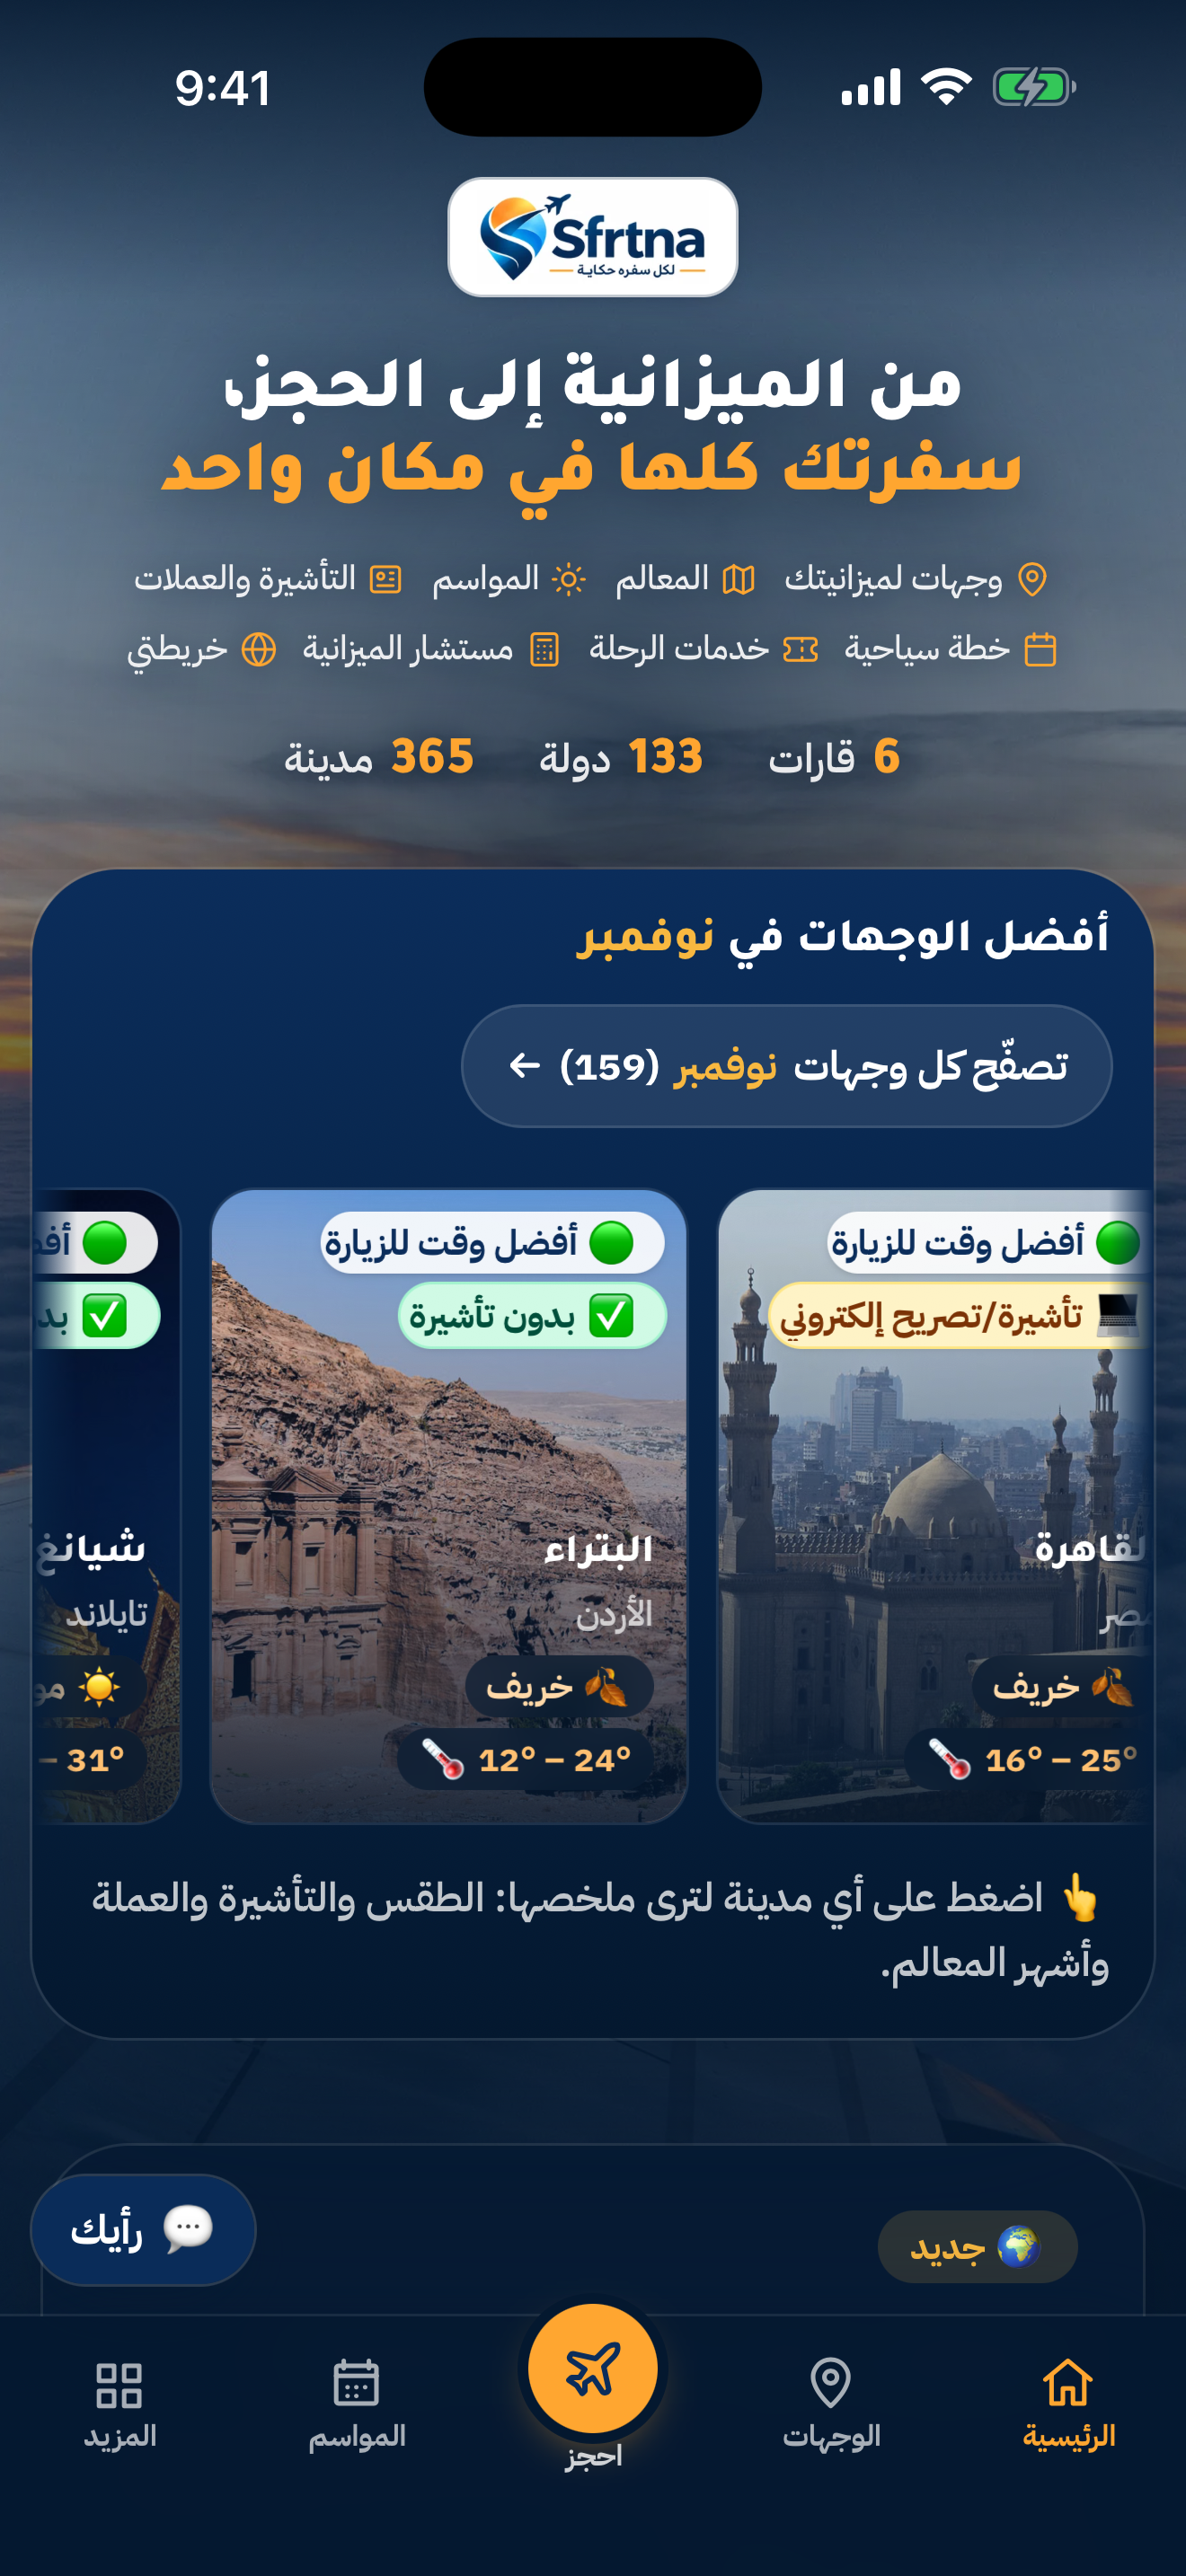 9:41
Sfrtna
لكل سفره حكاية
من الميزانية إلى الحجز،
سفرتك كلها في مكان واحد
وجهات لميزانيتك المعالم المواسم التأشيرة والعملات
خطة سياحية خدمات الرحلة مستشار الميزانية خريطتي
6 قارات 133 دولة 365 مدينة
أفضل الوجهات في نوفمبر
تصفّح كل وجهات نوفمبر (159) ←
أفضل وقت للزيارة
تأشيرة/تصريح إلكتروني
لقاهرة
مصر
خريف
16° – 25°
أفضل وقت للزيارة
بدون تأشيرة
البتراء
الأردن
خريف
12° – 24°
شيانغ
تايلاند
– 31°
👆 اضغط على أي مدينة لترى ملخصها: الطقس والتأشيرة والعملة
وأشهر المعالم.
جديد
رأيك
الرئيسية
الوجهات
احجز
المواسم
المزيد